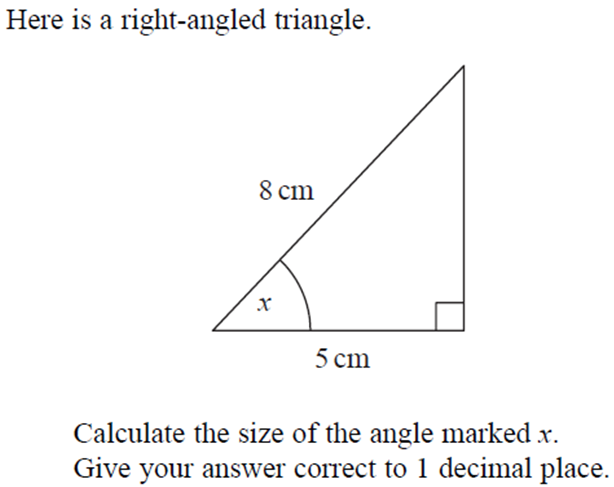 Here is a right-angled triangle.
8 cm
x
5 cm
Calculate the size of the angle marked x.
Give your answer correct to 1 decimal place.